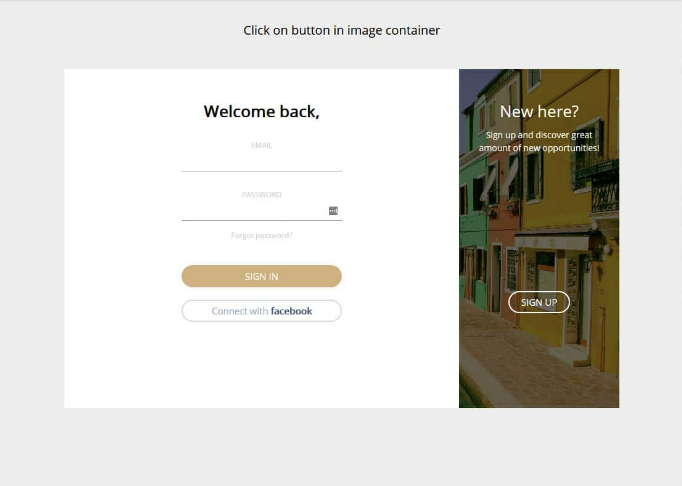 Click on button in image container
Welcome back,
EMAIL
PASSWORD
Forgot password?
SIGN IN
Connect with facebook
New here?
Sign up and discover great
amount of new opportunities!
SIGN UP